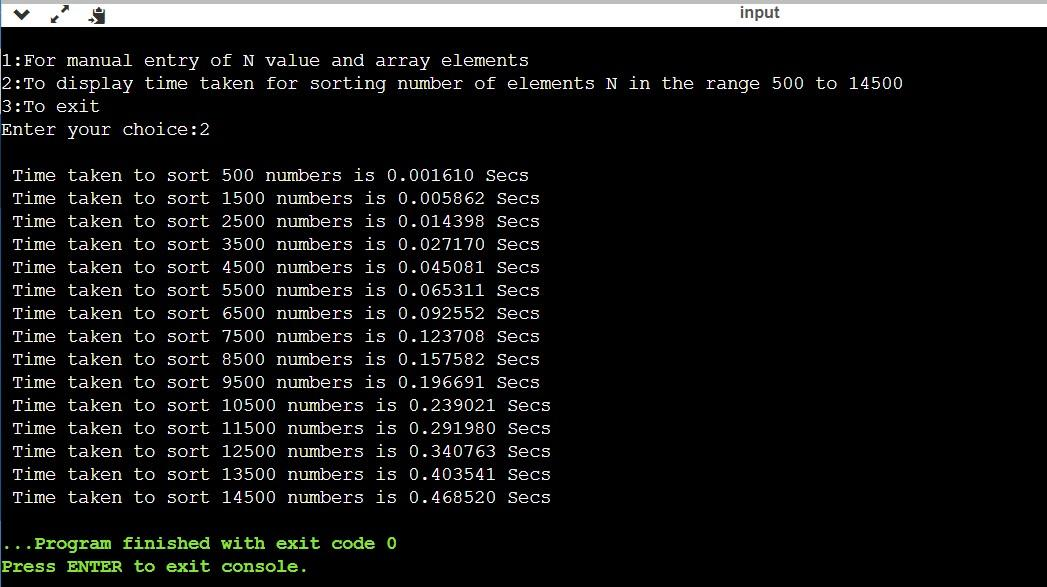 input
1:For manual entry of N value and array elements
2:To display time taken for sorting number of elements N in the range 500 to 14500
3:To exit
Enter your choice:2
Time taken to sort 500 numbers is 0.001610 Secs
Time taken to sort 1500 numbers is 0.005862 Secs
Time taken to sort 2500 numbers is 0.014398 Secs
Time taken to sort 3500 numbers is 0.027170 Secs
Time taken to sort 4500 numbers is 0.045081 Secs
Time taken to sort 5500 numbers is 0.065311 Secs
Time taken to sort 6500 numbers is 0.092552 Secs
Time taken to sort 7500 numbers is 0.123708 Secs
Time taken to sort 8500 numbers is 0.157582 Secs
Time taken to sort 9500 numbers is 0.196691 Secs
Time taken to sort 10500 numbers is 0.239021 Secs
Time taken to sort 11500 numbers is 0.291980 Secs
Time taken to sort 12500 numbers is 0.340763 Secs
Time taken to sort 13500 numbers is 0.403541 Secs
Time taken to sort 14500 numbers is 0.468520 Secs
...Program finished with exit code 0
Press ENTER to exit console.